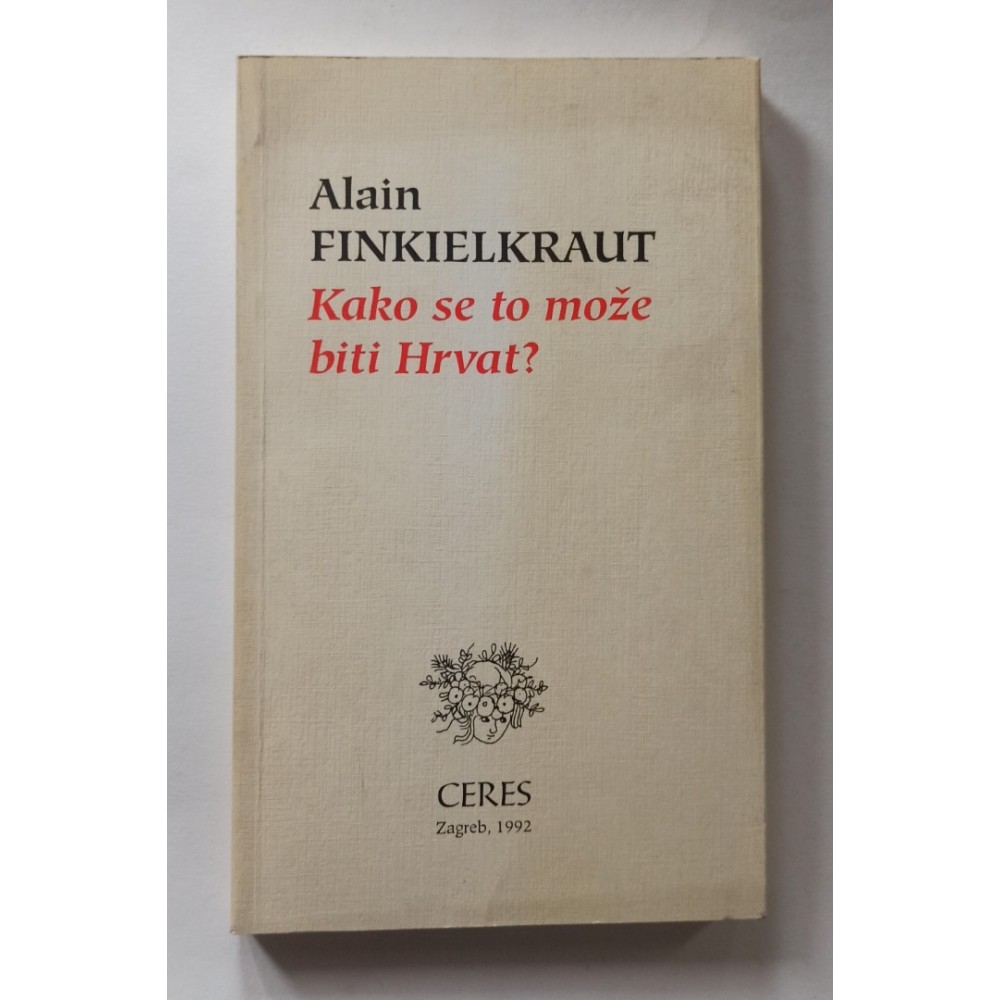 Alain
FINKIELKRAUT
Kako se to može
biti Hrvat?
CERES
Zagreb, 1992